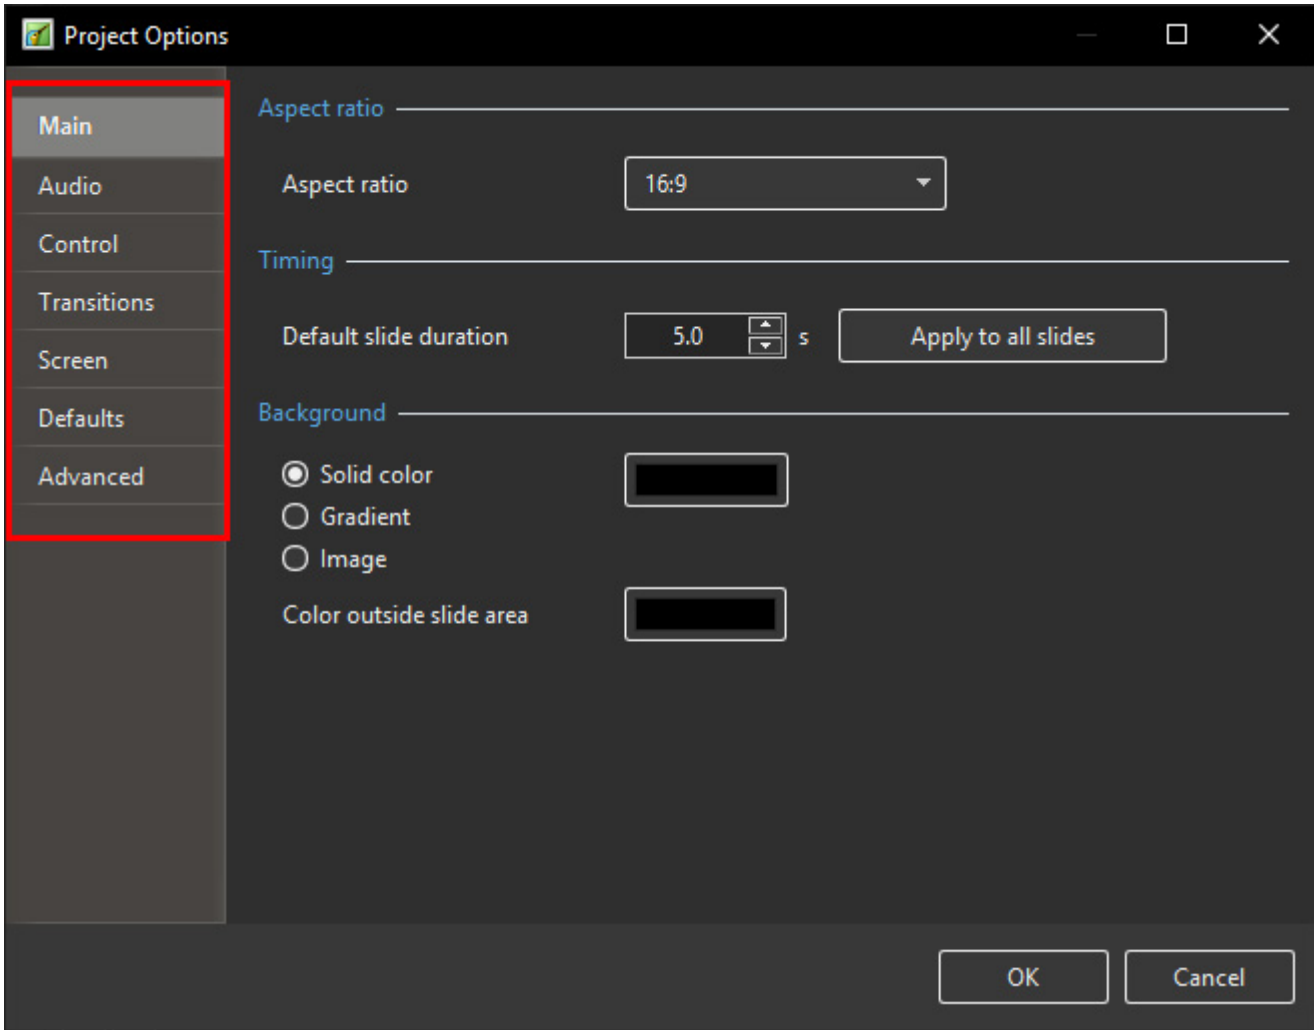 Project Options
Main
Audio
Control
Transitions
Screen
Defaults
Advanced
Aspect ratio
Aspect ratio 16:9
Timing
Default slide duration 5.0 s Apply to all slides
Background
Solid color
Gradient
Image
Color outside slide area
OK Cancel